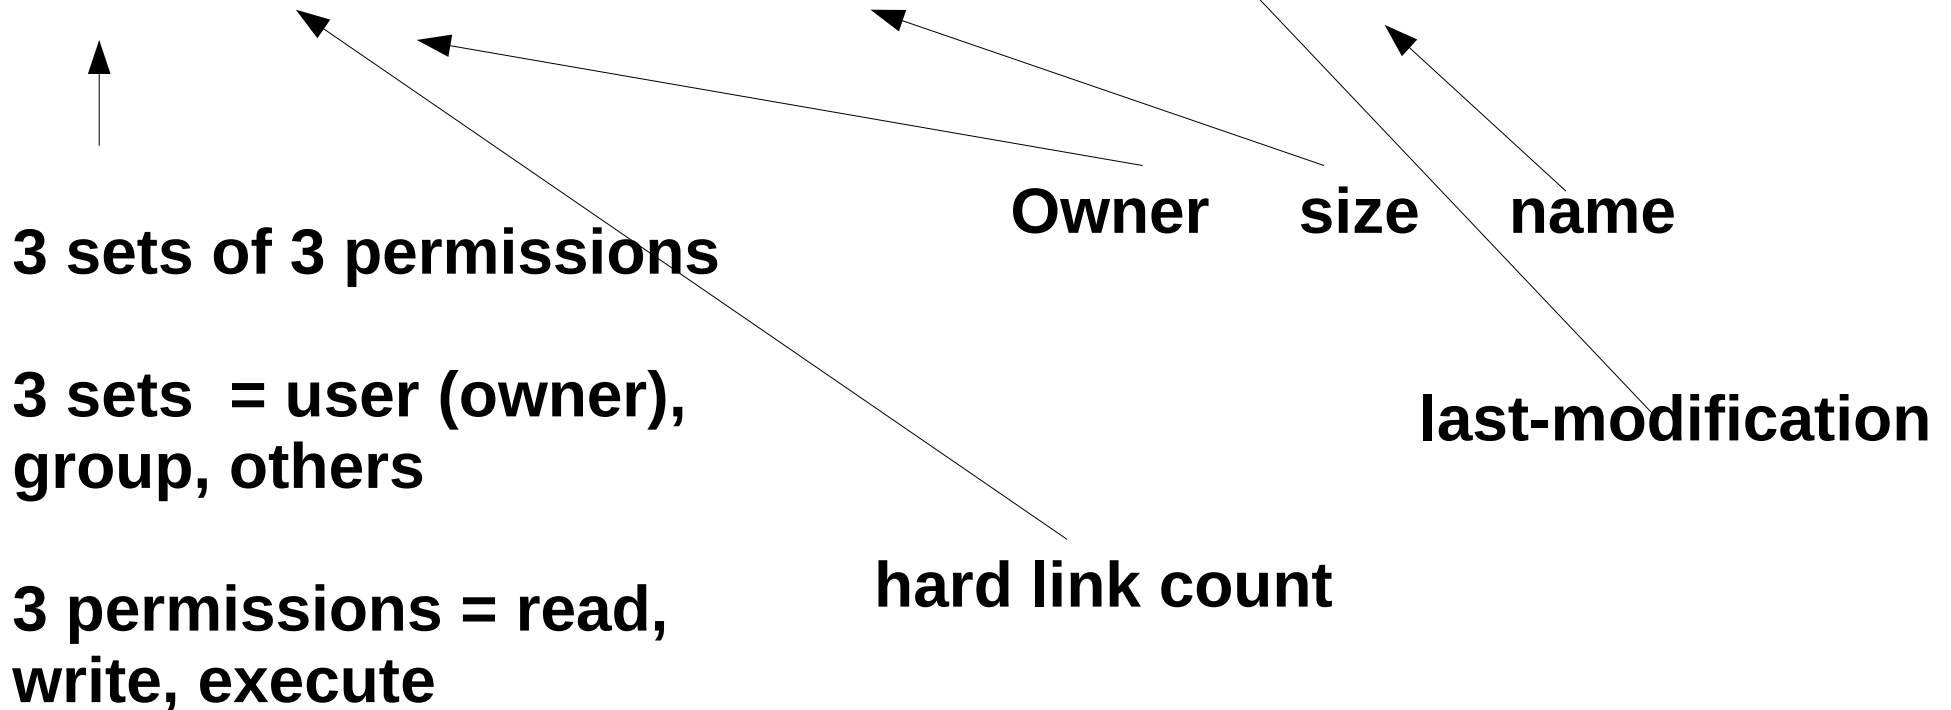 Owner size name
3 sets of 3 permissions
3 sets = user (owner),
group, others
last-modification
hard link count
3 permissions = read,
write, execute